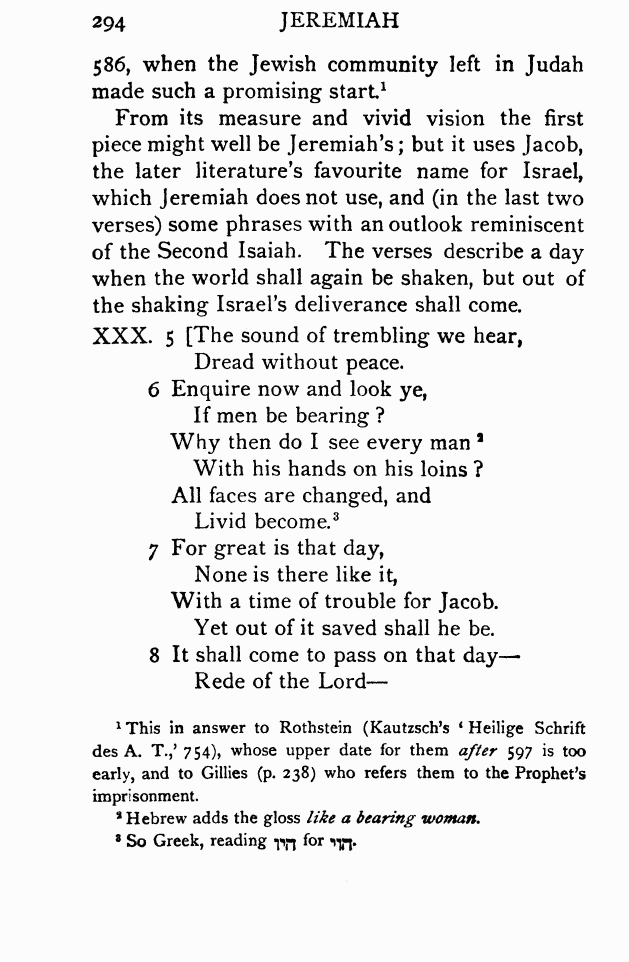 294 JEREMIAH
586, when the Jewish community left in Judah
made such a promising start.¹
From its measure and vivid vision the first
piece might well be Jeremiah's; but it uses Jacob,
the later literature's favourite name for Israel,
which Jeremiah does not use, and (in the last two
verses) some phrases with an outlook reminiscent
of the Second Isaiah. The verses describe a day
when the world shall again be shaken, but out of
the shaking Israel's deliverance shall come.
XXX. 5 [The sound of trembling we hear,
Dread without peace.
6 Enquire now and look ye,
If men be bearing?
Why then do I see every man ²
With his hands on his loins?
All faces are changed, and
Livid become.³
7 For great is that day,
None is there like it,
With a time of trouble for Jacob.
Yet out of it saved shall he be.
8 It shall come to pass on that day—
Rede of the Lord—
¹ This in answer to Rothstein (Kautzsch's ‘Heilige Schrift
des A. T.,’ 754), whose upper date for them after 597 is too
early, and to Gillies (p. 238) who refers them to the Prophet's
imprisonment.
² Hebrew adds the gloss like a bearing woman.
³ So Greek, reading היו for הוי.